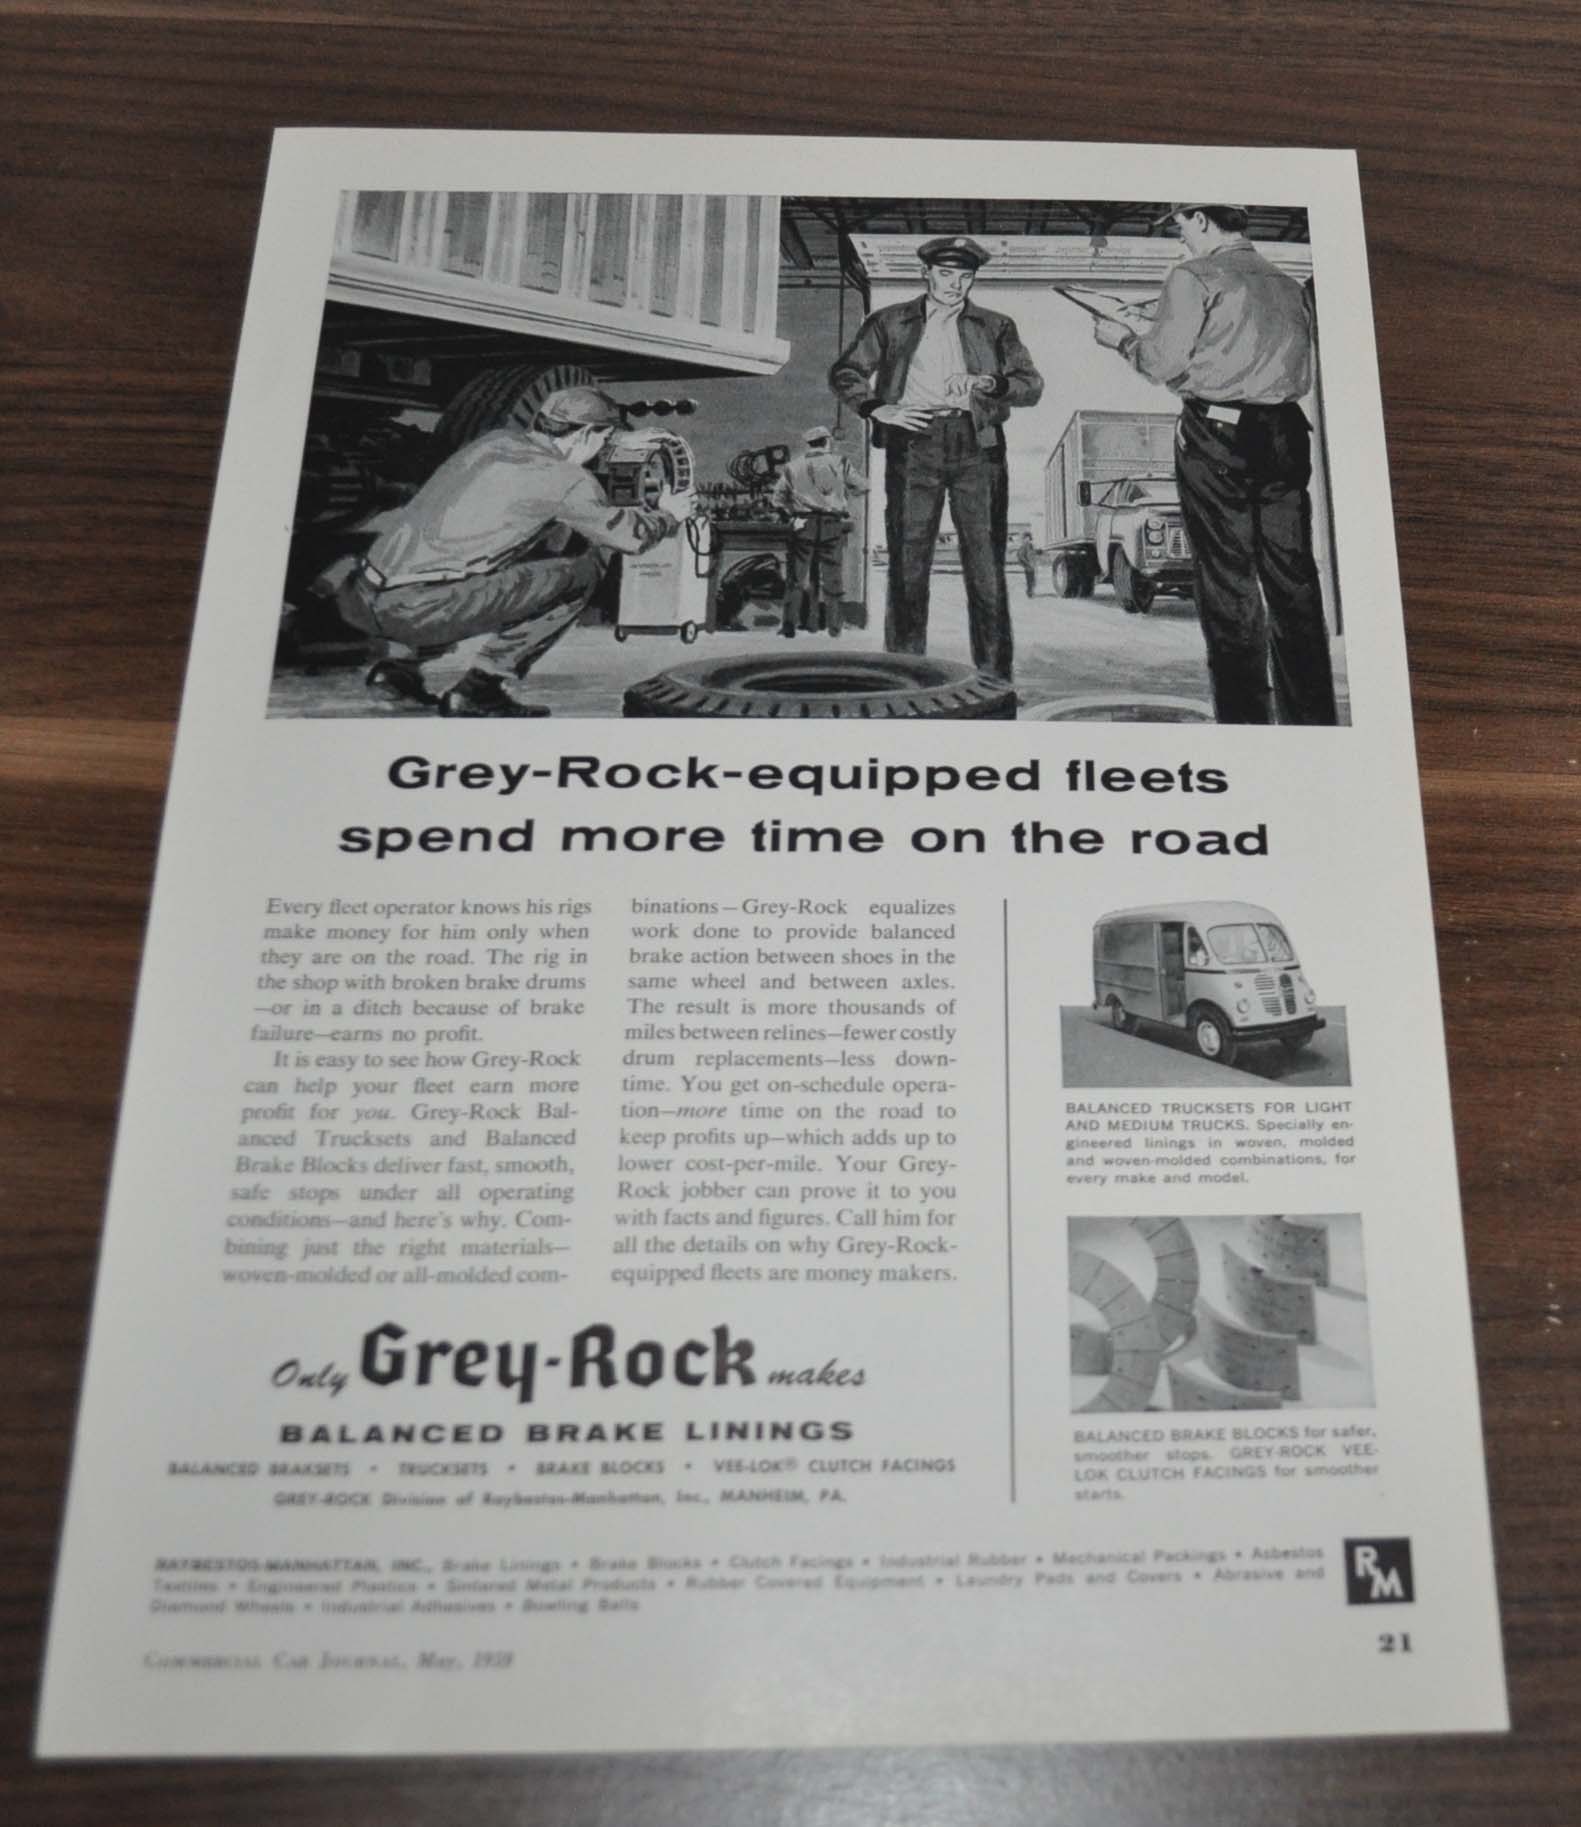 Grey-Rock-equipped fleets
spend more time on the road
Every fleet operator knows his rigs
make money for him only when
they are on the road. The rig in
the shop with broken brake drums
—or in a ditch because of brake
failure—earns no profit.
It is easy to see how Grey-Rock
can help your fleet earn more
profit for you. Grey-Rock Bal-
anced Trucksets and Balanced
Brake Blocks deliver fast, smooth,
safe stops under all operating
conditions—and here's why. Com-
bining just the right materials—
woven-molded or all-molded com-
binations—Grey-Rock equalizes
work done to provide balanced
brake action between shoes in the
same wheel and between axles.
The result is more thousands of
miles between relines—fewer costly
drum replacements—less down-
time. You get on-schedule opera-
tion—more time on the road to
keep profits up—which adds up to
lower cost-per-mile. Your Grey-
Rock jobber can prove it to you
with facts and figures. Call him for
all the details on why Grey-Rock-
equipped fleets are money makers.
BALANCED TRUCKSETS FOR LIGHT
AND MEDIUM TRUCKS. Specially en-
gineered linings in woven, molded
and woven-molded combinations, for
every make and model.
BALANCED BRAKE BLOCKS for safer,
smoother stops. GREY-ROCK VEE-
LOK CLUTCH FACINGS for smoother
starts.
Only Grey-Rock makes
BALANCED BRAKE LININGS
BALANCED BRAKSETS • TRUCKSETS • BRAKE BLOCKS • VEE-LOK® CLUTCH FACINGS
GREY-ROCK Division of Raybestos-Manhattan, Inc., MANHEIM, PA.
RAYBESTOS-MANHATTAN, INC., Brake Linings • Brake Blocks • Clutch Facings • Industrial Rubber • Mechanical Packings • Asbestos
Textiles • Engineered Plastics • Sintered Metal Products • Rubber Covered Equipment • Laundry Pads and Covers • Abrasive and
Diamond Wheels • Industrial Adhesives • Bowling Balls
RM
COMMERCIAL CAR JOURNAL, May, 1959
21